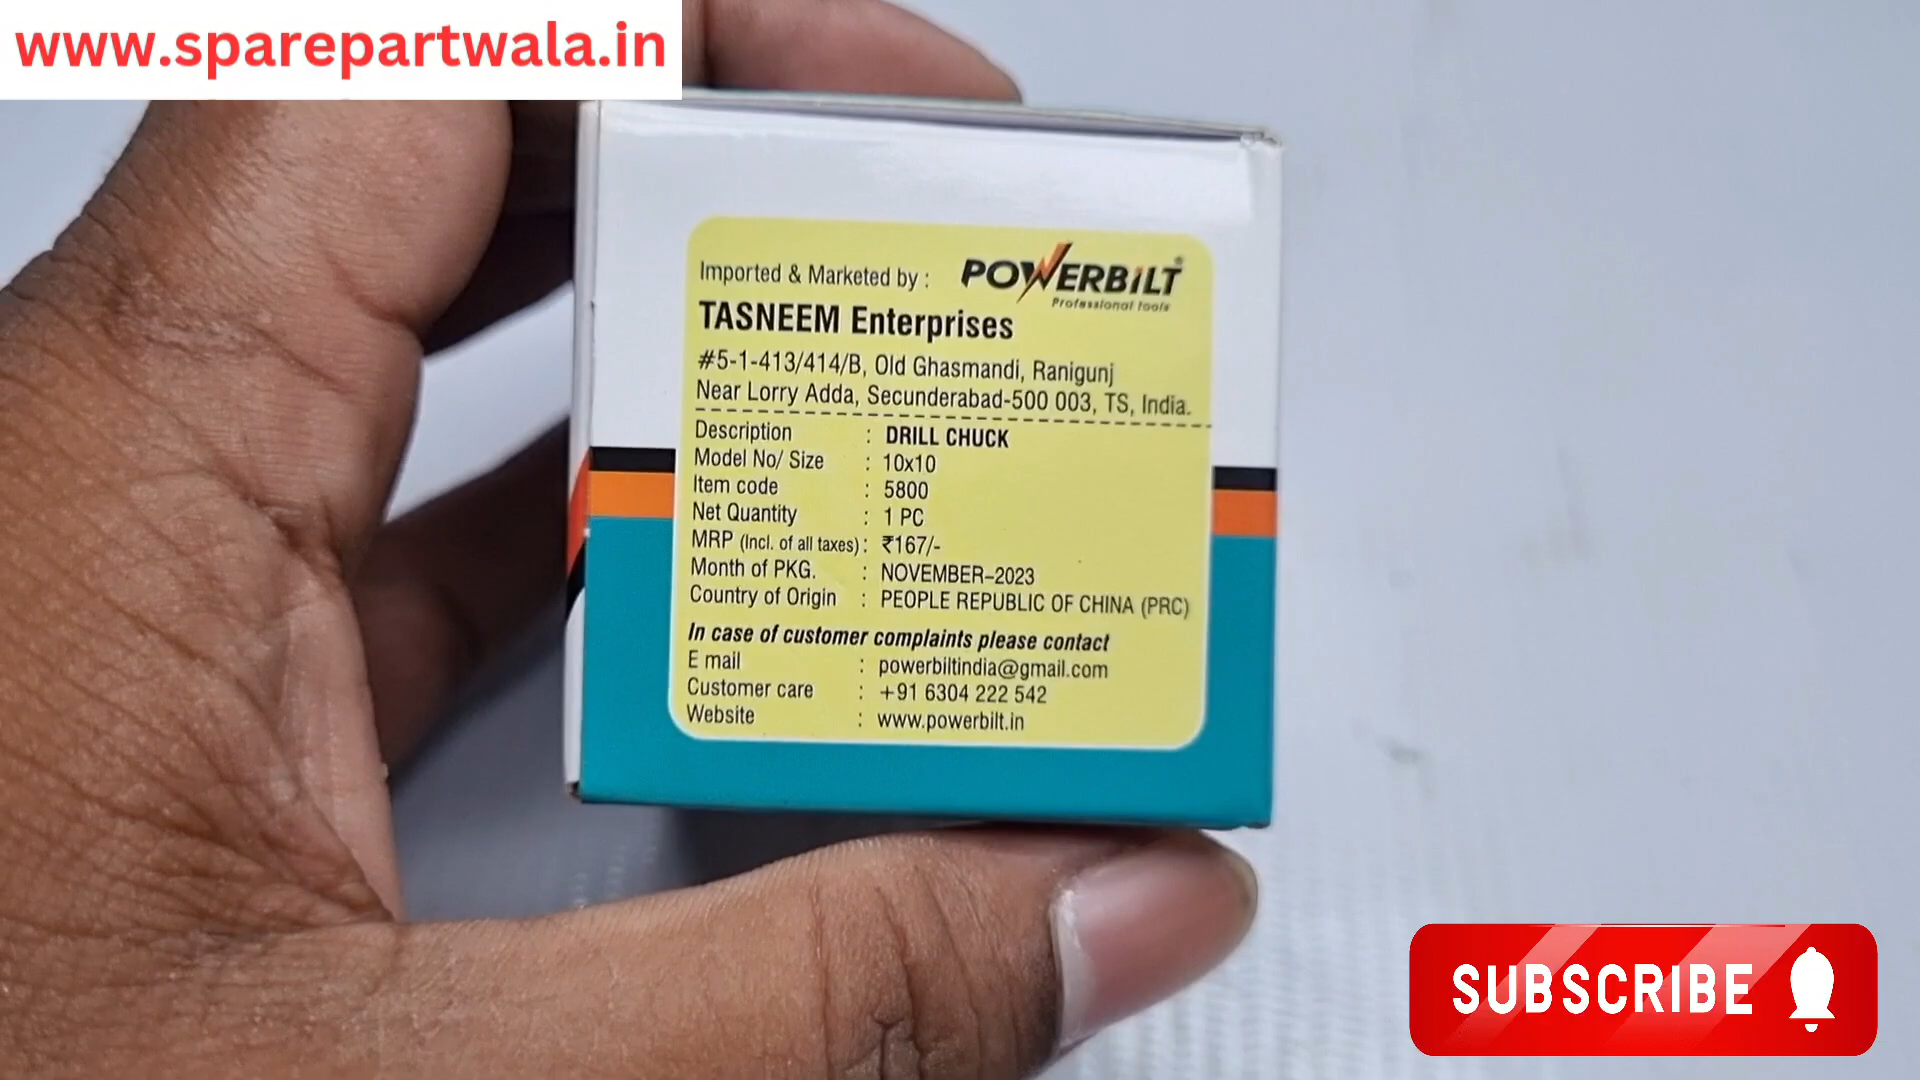 www.sparepartwala.in
Imported & Marketed by : POWERBILT®
Professional tools
TASNEEM Enterprises
#5-1-413/414/B, Old Ghasmandi, Ranigunj
Near Lorry Adda, Secunderabad-500 003, TS, India.
Description : DRILL CHUCK
Model No/ Size : 10x10
Item code : 5800
Net Quantity : 1 PC
MRP (Incl. of all taxes) : ₹167/-
Month of PKG. : NOVEMBER–2023
Country of Origin : PEOPLE REPUBLIC OF CHINA (PRC)
In case of customer complaints please contact
E mail : powerbiltindia@gmail.com
Customer care : +91 6304 222 542
Website : www.powerbilt.in
SUBSCRIBE